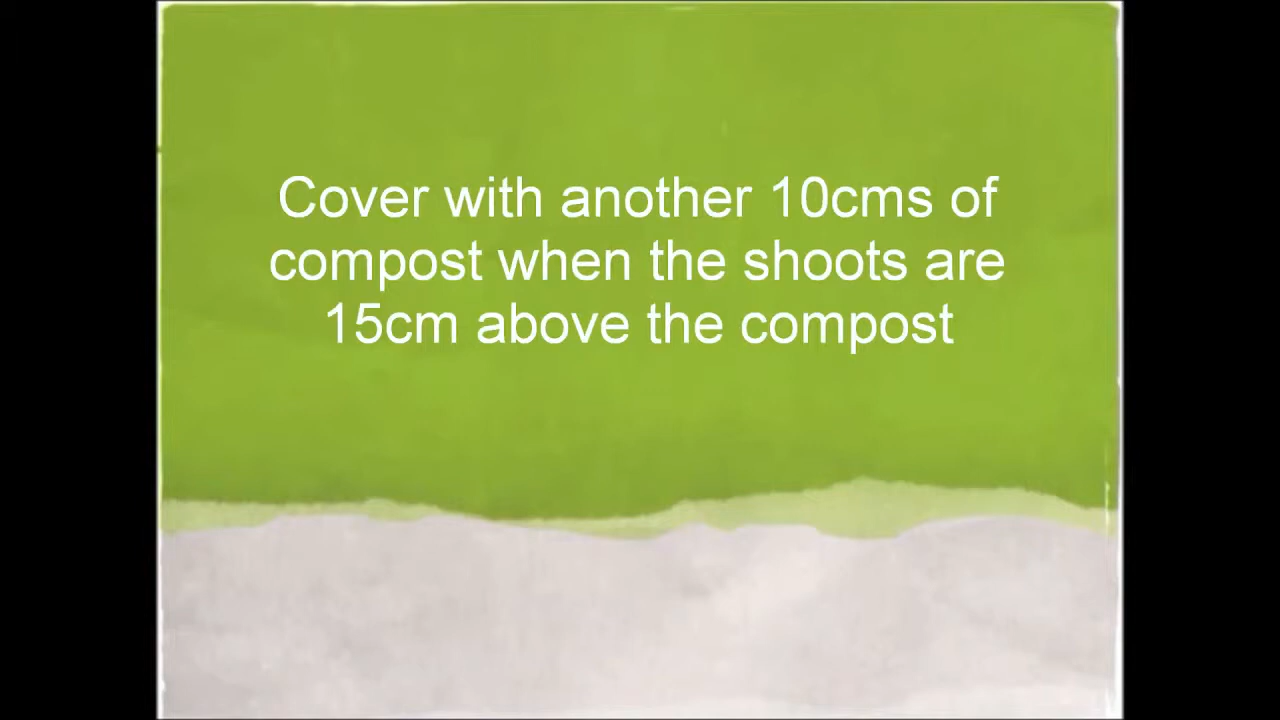 Cover with another 10cms of
compost when the shoots are
15cm above the compost